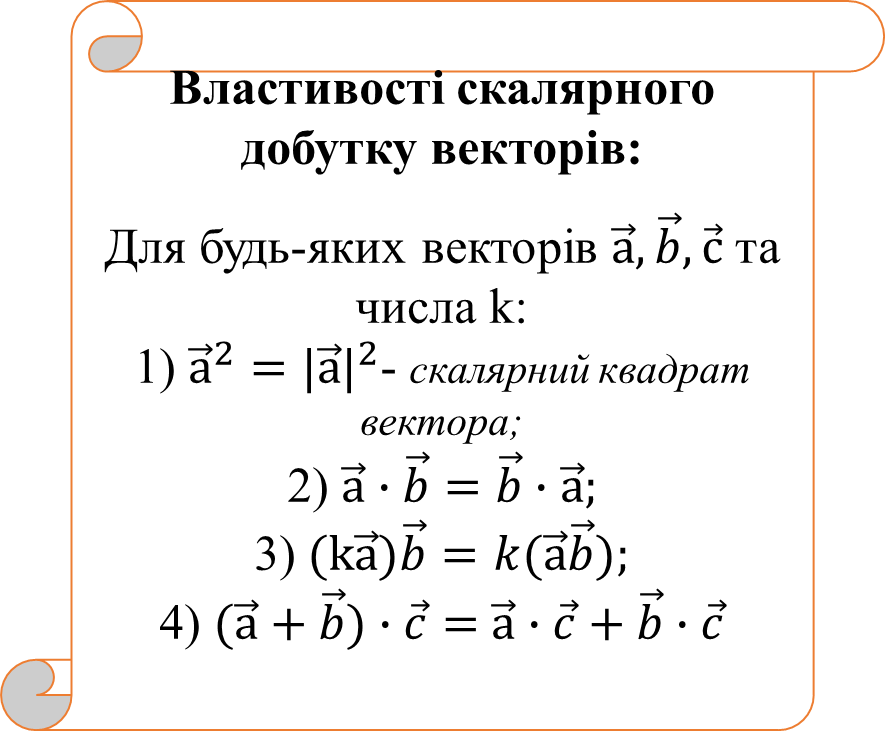 Властивості скалярного
добутку векторів:
Для будь-яких векторів a⃗, b⃗, c⃗ та
числа k:
1) a⃗² = |a⃗|²- скалярний квадрат
вектора;
2) a⃗ · b⃗ = b⃗ · a⃗;
3) (ka⃗)b⃗ = k(a⃗b⃗);
4) (a⃗ + b⃗) · c⃗ = a⃗ · c⃗ + b⃗ · c⃗